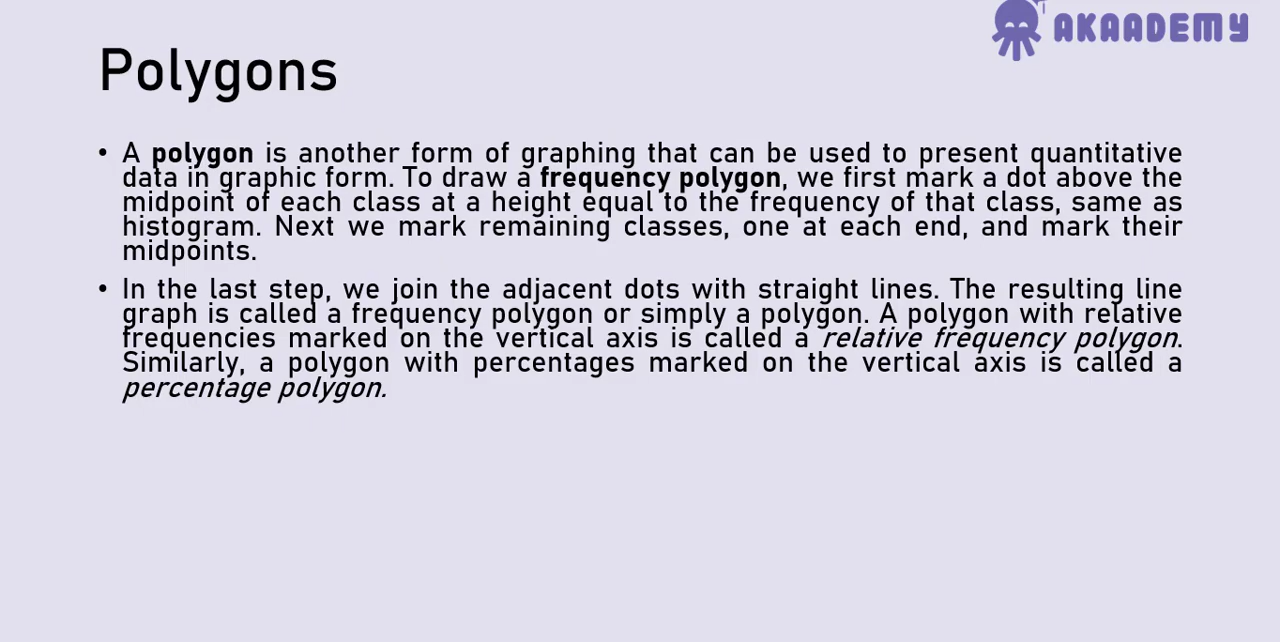 AKAADEMY
Polygons
• A polygon is another form of graphing that can be used to present quantitative
data in graphic form. To draw a frequency polygon, we first mark a dot above the
midpoint of each class at a height equal to the frequency of that class, same as
histogram. Next we mark remaining classes, one at each end, and mark their
midpoints.
• In the last step, we join the adjacent dots with straight lines. The resulting line
graph is called a frequency polygon or simply a polygon. A polygon with relative
frequencies marked on the vertical axis is called a relative frequency polygon.
Similarly, a polygon with percentages marked on the vertical axis is called a
percentage polygon.